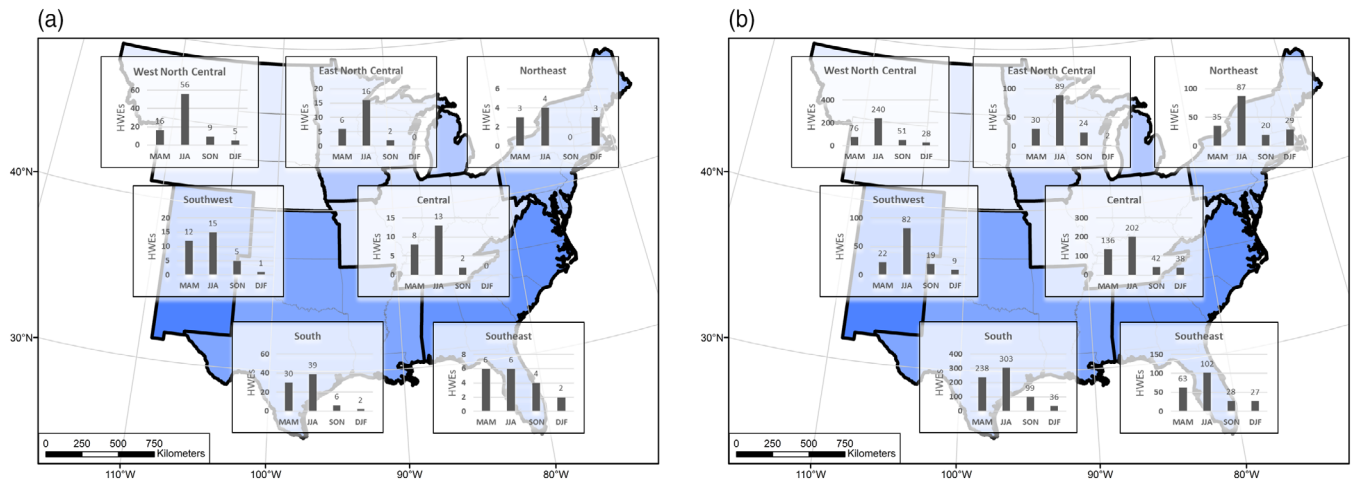 (a)
West North Central
HWEs
60
40
20
0
16 56 9 5
MAM JJA SON DJF
East North Central
HWEs
20
15
10
5
0
6 16 2 0
MAM JJA SON DJF
Northeast
HWEs
6
4
2
0
3 4 0 3
MAM JJA SON DJF
Southwest
HWEs
20
15
10
5
0
12 15 5 1
MAM JJA SON DJF
Central
HWEs
15
10
5
0
8 13 2 0
MAM JJA SON DJF
South
HWEs
60
40
20
0
30 39 6 2
MAM JJA SON DJF
Southeast
HWEs
8
6
4
2
0
6 6 4 2
MAM JJA SON DJF
40°N
30°N
0 250 500 750
Kilometers
110°W 100°W 90°W 80°W
(b)
West North Central
HWEs
400
200
0
76 240 51 28
MAM JJA SON DJF
East North Central
HWEs
100
50
0
30 89 24 2
MAM JJA SON DJF
Northeast
HWEs
100
50
0
35 87 20 29
MAM JJA SON DJF
Southwest
HWEs
100
50
0
22 82 19 9
MAM JJA SON DJF
Central
HWEs
300
200
100
0
136 202 42 38
MAM JJA SON DJF
South
HWEs
400
300
200
100
0
238 303 99 36
MAM JJA SON DJF
Southeast
HWEs
150
100
50
0
63 102 28 27
MAM JJA SON DJF
40°N
30°N
0 250 500 750
Kilometers
110°W 100°W 90°W 80°W